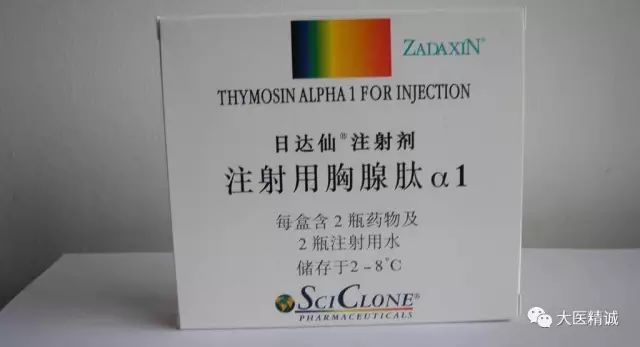 ZADAXIN®
THYMOSIN ALPHA 1 FOR INJECTION
日达仙®注射剂
注射用胸腺肽α1
每盒含2瓶药物及
2瓶注射用水
储存于2-8°C
SCICLONE®
PHARMACEUTICALS
大医精诚